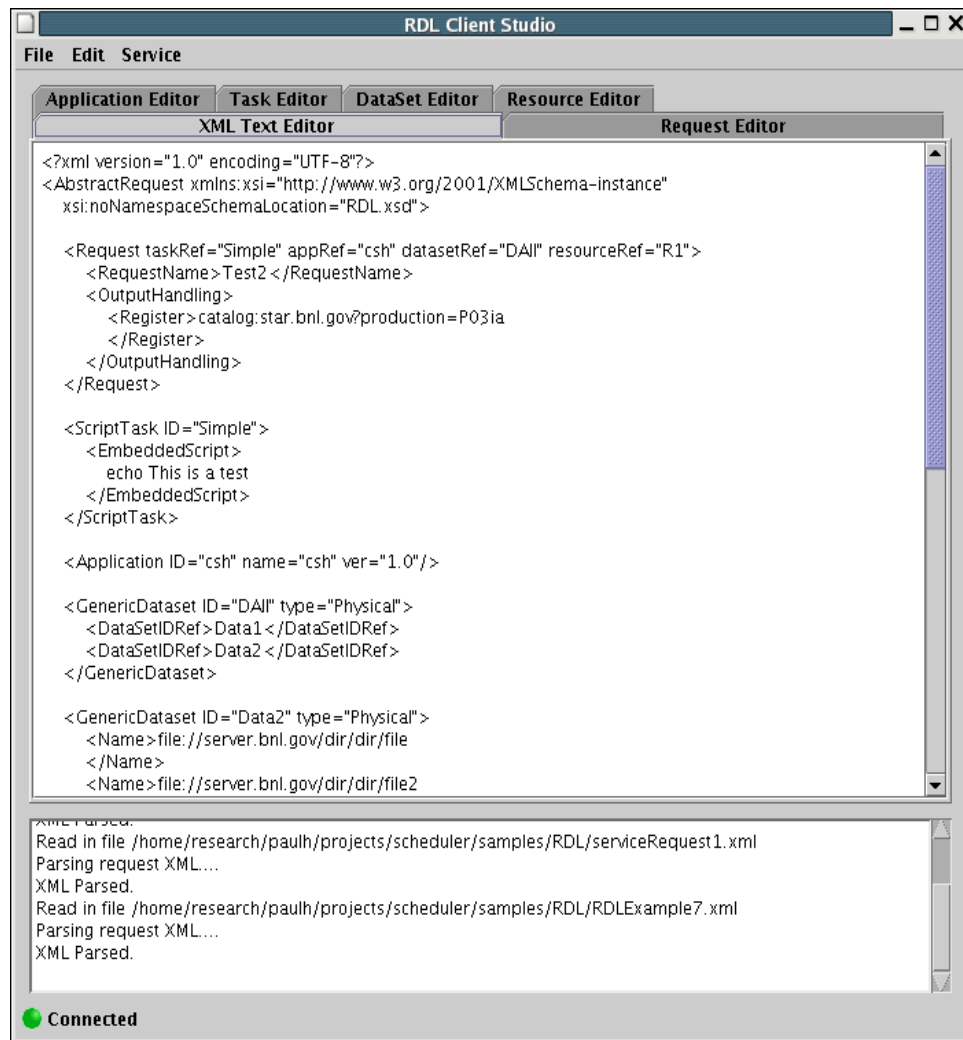 RDL Client Studio
File Edit Service
Application Editor Task Editor DataSet Editor Resource Editor
XML Text Editor Request Editor
<?xml version="1.0" encoding="UTF-8"?>
<AbstractRequest xmlns:xsi="http://www.w3.org/2001/XMLSchema-instance"
xsi:noNamespaceSchemaLocation="RDL.xsd">
<Request taskRef="Simple" appRef="csh" datasetRef="DAll" resourceRef="R1">
<RequestName>Test2</RequestName>
<OutputHandling>
<Register>catalog:star.bnl.gov?production=P03ia
</Register>
</OutputHandling>
</Request>
<ScriptTask ID="Simple">
<EmbeddedScript>
echo This is a test
</EmbeddedScript>
</ScriptTask>
<Application ID="csh" name="csh" ver="1.0"/>
<GenericDataset ID="DAll" type="Physical">
<DataSetIDRef>Data1</DataSetIDRef>
<DataSetIDRef>Data2</DataSetIDRef>
</GenericDataset>
<GenericDataset ID="Data2" type="Physical">
<Name>file://server.bnl.gov/dir/dir/file
</Name>
<Name>file://server.bnl.gov/dir/dir/file2
XML Parsed.
Read in file /home/research/paulh/projects/scheduler/samples/RDL/serviceRequest1.xml
Parsing request XML....
XML Parsed.
Read in file /home/research/paulh/projects/scheduler/samples/RDL/RDLExample7.xml
Parsing request XML....
XML Parsed.
Connected